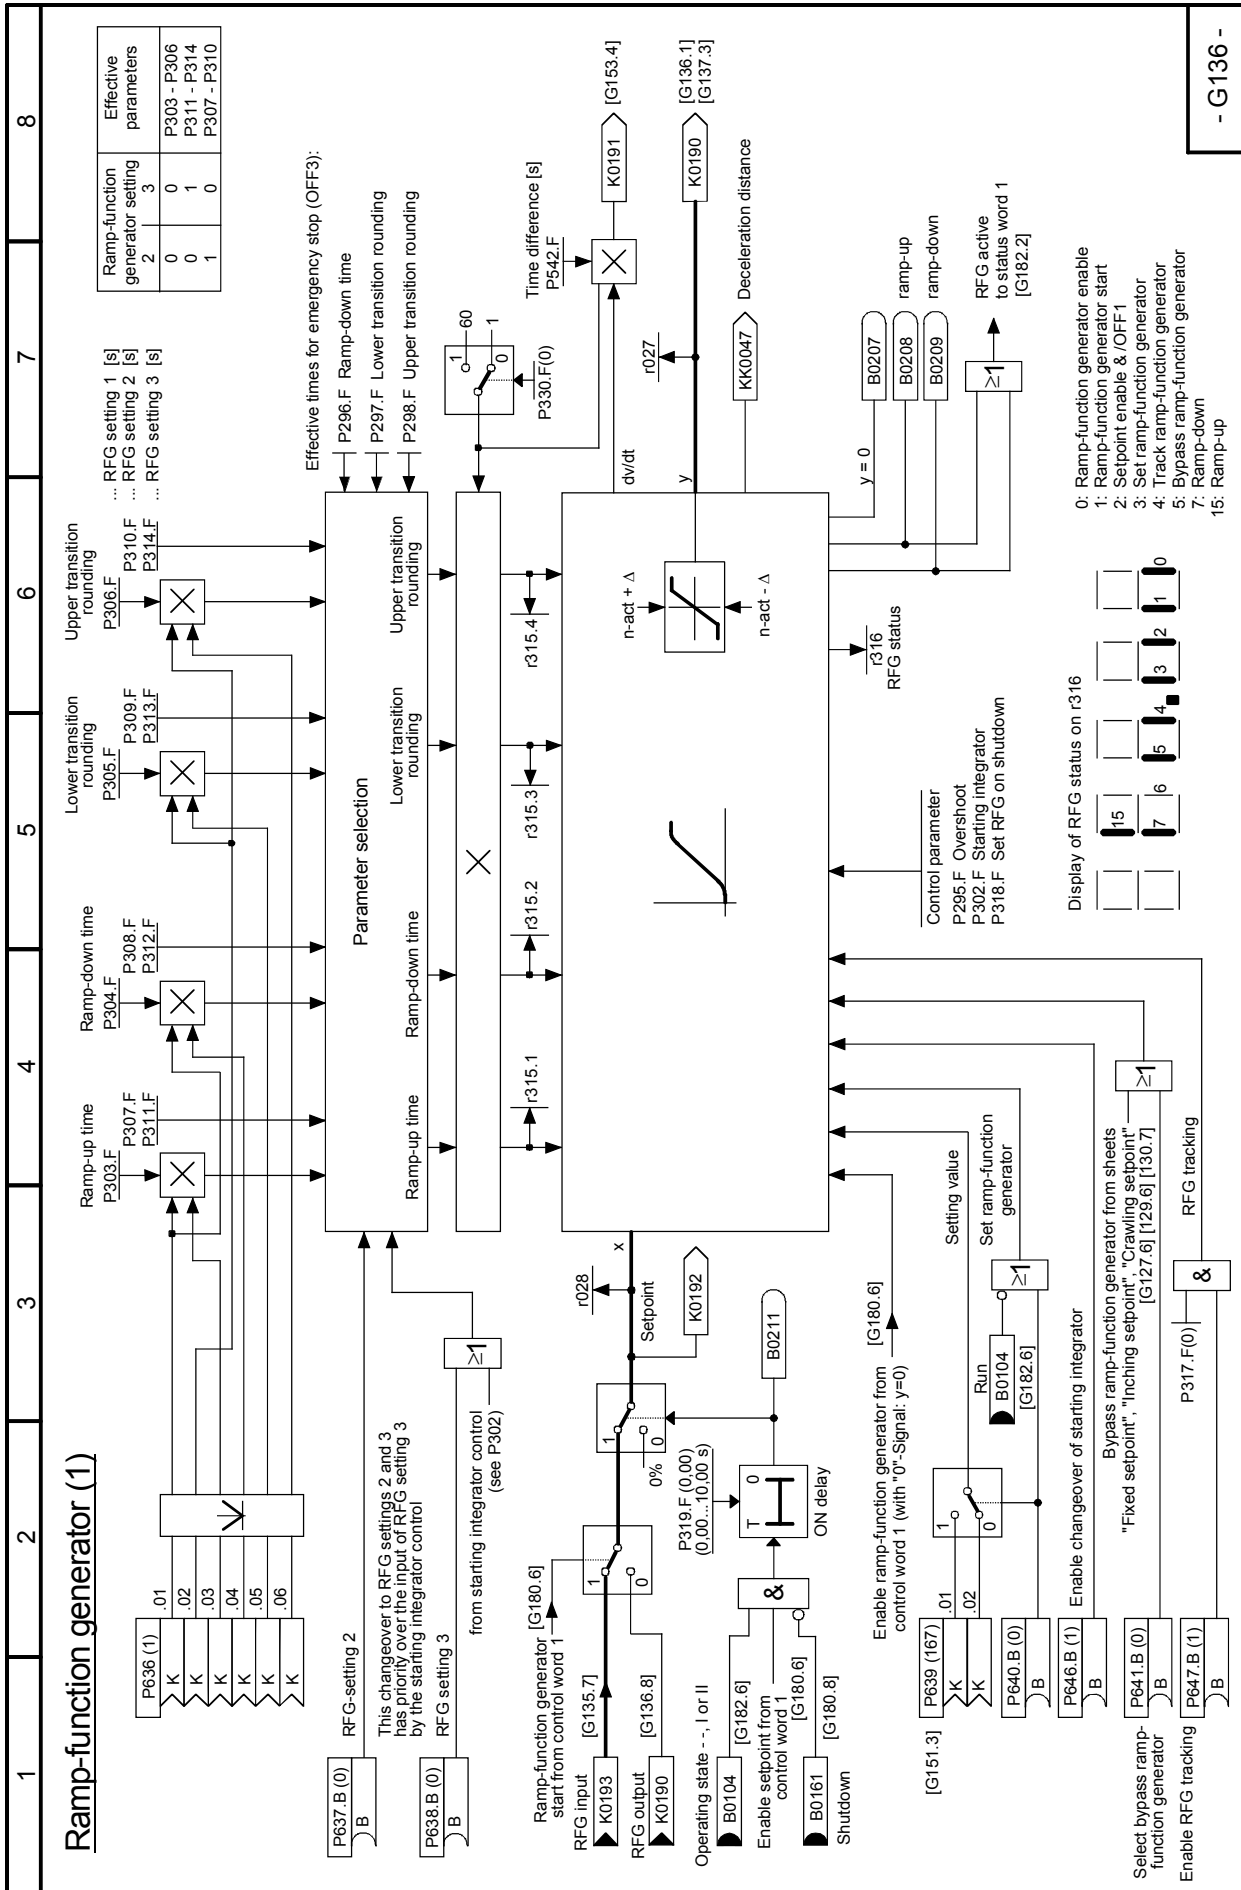 1
2
3
4
5
6
7
8
Ramp-function generator (1)
P636 (1)
K
K
K
K
K
K
.01
.02
.03
.04
.05
.06
Ramp-up time
P303.F
P307.F
P311.F
Ramp-down time
P304.F
P308.F
P312.F
Lower transition
rounding
P305.F
P309.F
P313.F
Upper transition
rounding
P306.F
P310.F
P314.F
... RFG setting 1 [s]
... RFG setting 2 [s]
... RFG setting 3 [s]
Ramp-function
generator setting
2 3
Effective
parameters
0 0 P303 - P306
0 1 P311 - P314
1 0 P307 - P310
P637.B (0)
B
RFG-setting 2
This changeover to RFG settings 2 and 3
has priority over the input of RFG setting 3
by the starting integrator control
P638.B (0)
B
RFG setting 3
from starting integrator control
(see P302)
≥1
Parameter selection
Effective times for emergency stop (OFF3):
P296.F Ramp-down time
P297.F Lower transition rounding
P298.F Upper transition rounding
Ramp-up time
Ramp-down time
Lower transition
rounding
Upper transition
rounding
1
60
1
0
P330.F(0)
r315.1
r315.2
r315.3
r315.4
Time difference [s]
P542.F
K0191
[G153.4]
Ramp-function generator
start from control word 1
[G180.6]
RFG input
K0193
[G135.7]
RFG output
K0190
[G136.8]
1
0
1
0
0%
r028
Setpoint
x
K0192
P319.F (0,00)
(0,00...10,00 s)
T 0
ON delay
B0211
Operating state - -, I or II
B0104
[G182.6]
Enable setpoint from
control word 1
[G180.6]
B0161
[G180.8]
Shutdown
&
n-act + Δ
n-act - Δ
dv/dt
y
r027
K0190
[G136.1]
[G137.3]
KK0047
Deceleration distance
y = 0
B0207
B0208
ramp-up
B0209
ramp-down
≥1
RFG active
to status word 1
[G182.2]
r316
RFG status
Enable ramp-function generator from
control word 1 (with "0"-Signal: y=0)
[G180.6]
Control parameter
P295.F Overshoot
P302.F Starting integrator
P318.F Set RFG on shutdown
[G151.3]
P639 (167)
K
K
.01
.02
1
0
Setting value
Run
B0104
[G182.6]
≥1
Set ramp-function
generator
P640.B (0)
B
P646.B (1)
B
Enable changeover of starting integrator
Select bypass ramp-
function generator
P641.B (0)
B
Bypass ramp-function generator from sheets
"Fixed setpoint", "Inching setpoint", "Crawling setpoint"
[G127.6] [129.6] [130.7]
≥1
Enable RFG tracking
P647.B (1)
B
P317.F(0)
&
RFG tracking
Display of RFG status on r316
15
7 6 5 4 3 2 1 0
0: Ramp-function generator enable
1: Ramp-function generator start
2: Setpoint enable & /OFF1
3: Set ramp-function generator
4: Track ramp-function generator
5: Bypass ramp-function generator
7: Ramp-down
15: Ramp-up
- G136 -